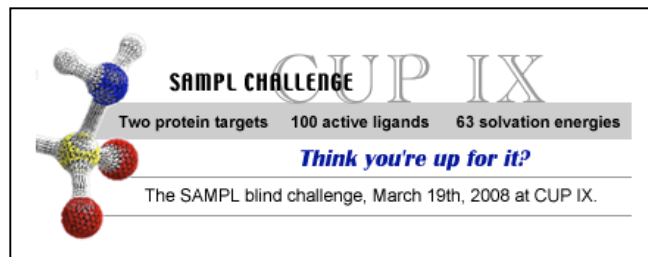 CUP IX
SAMPL CHALLENGE
Two protein targets 100 active ligands 63 solvation energies
Think you're up for it?
The SAMPL blind challenge, March 19th, 2008 at CUP IX.